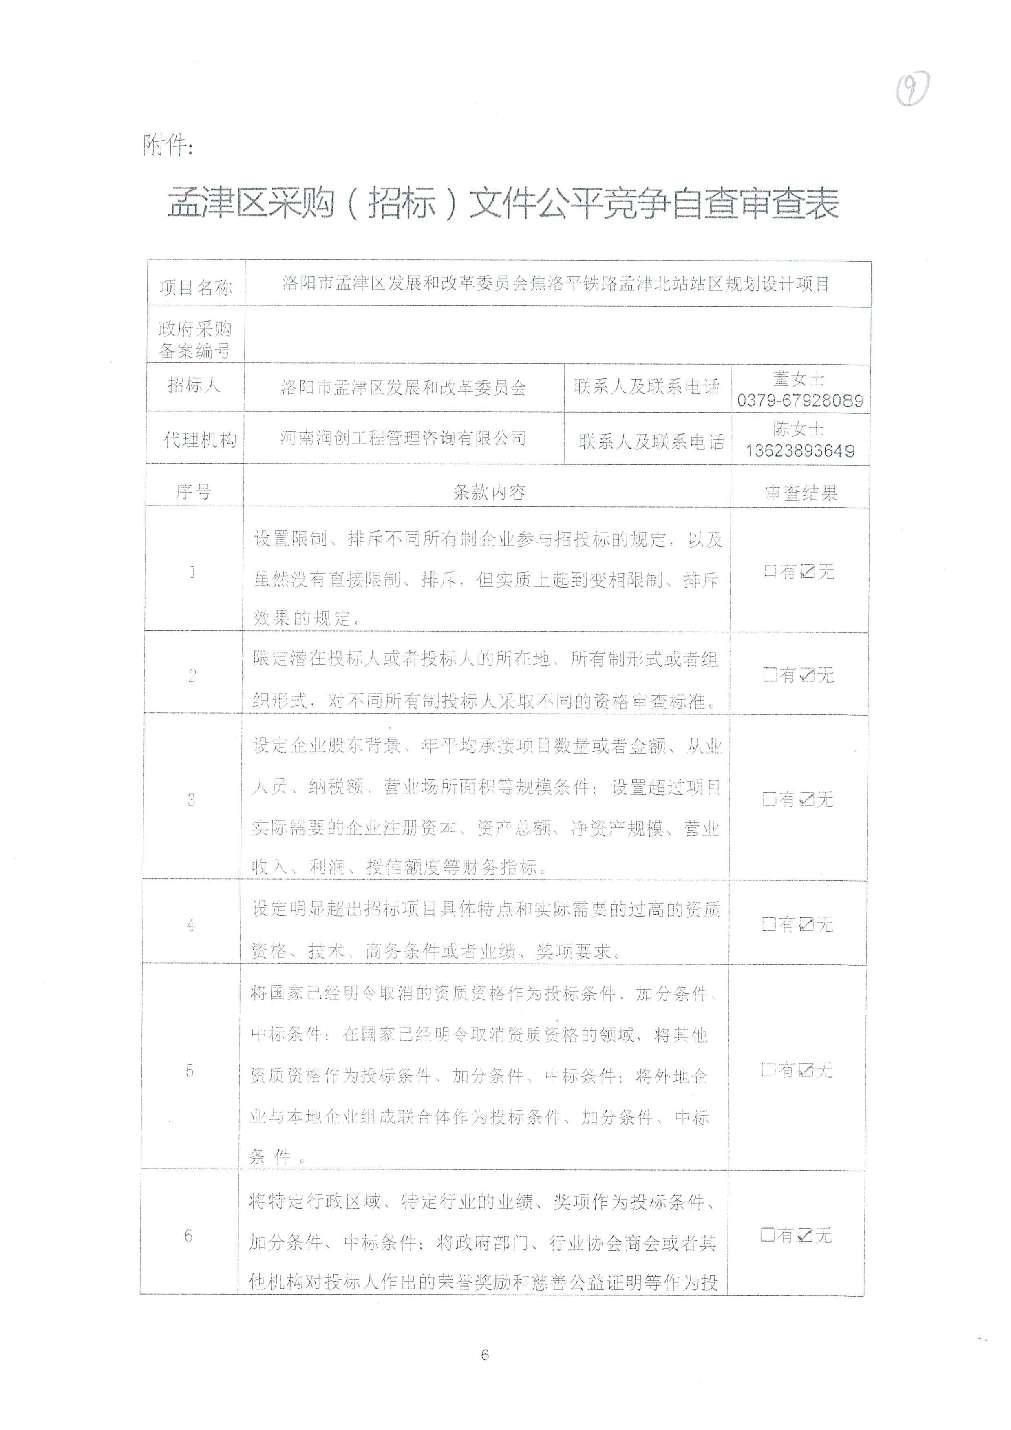 9
附件:
孟津区采购（招标）文件公平竞争自查审查表
项目名称
洛阳市孟津区发展和改革委员会焦洛平铁路孟津北站站区规划设计项目
政府采购
备案编号
招标人
洛阳市孟津区发展和改革委员会
联系人及联系电话
董女士
0379-67928089
代理机构
河南润创工程管理咨询有限公司
联系人及联系电话
陈女士
13623893649
序号
条款内容
审查结果
1
设置限制、排斥不同所有制企业参与招投标的规定，以及
虽然没有直接限制、排斥，但实质上起到变相限制、排斥
效果的规定。
□有☑无
2
限定潜在投标人或者投标人的所在地、所有制形式或者组
织形式，对不同所有制投标人采取不同的资格审查标准。
□有☑无
3
设定企业股东背景、年平均承接项目数量或者金额、从业
人员、纳税额、营业场所面积等规模条件；设置超过项目
实际需要的企业注册资本、资产总额、净资产规模、营业
收入、利润、授信额度等财务指标。
□有☑无
4
设定明显超出招标项目具体特点和实际需要的过高的资质
资格、技术、商务条件或者业绩、奖项要求。
□有☑无
5
将国家已经明令取消的资质资格作为投标条件、加分条件、
中标条件；在国家已经明令取消资质资格的领域，将其他
资质资格作为投标条件、加分条件、中标条件；将外地企
业与本地企业组成联合体作为投标条件、加分条件、中标
条件。
□有☑无
6
将特定行政区域、特定行业的业绩、奖项作为投标条件、
加分条件、中标条件；将政府部门、行业协会商会或者其
他机构对投标人作出的荣誉奖励和慈善公益证明等作为投
□有☑无
6